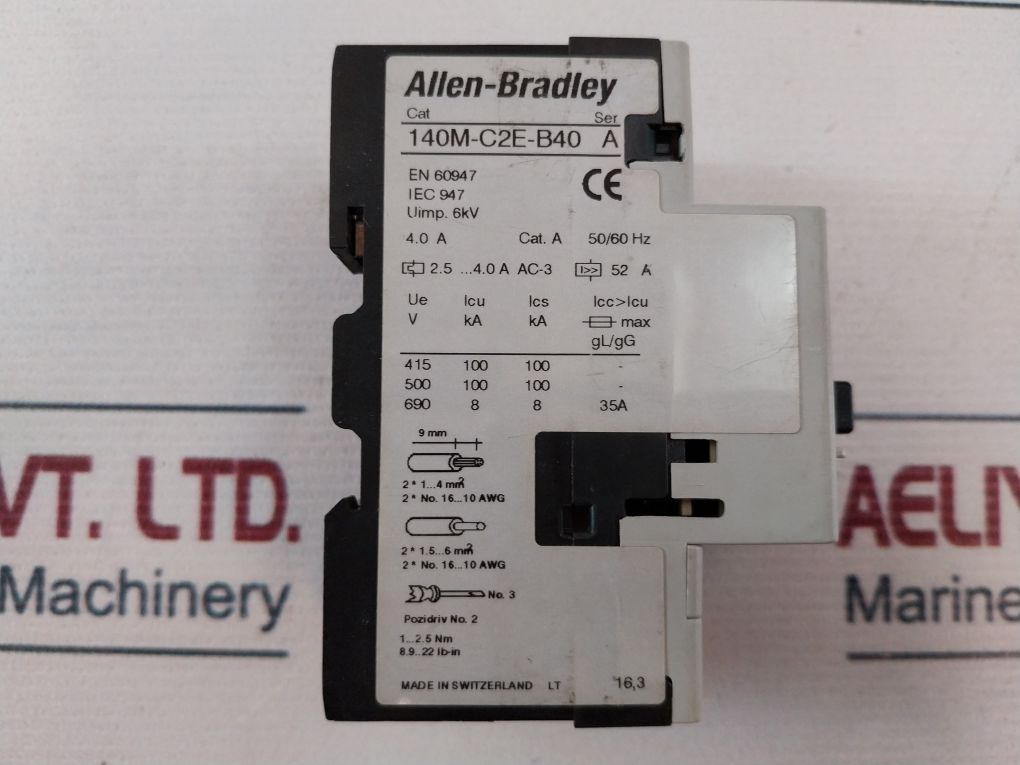 Allen-Bradley
Cat Ser
140M-C2E-B40 A
EN 60947
IEC 947
Uimp. 6kV
CE
4.0 A Cat. A 50/60 Hz
2.5 ...4.0 A AC-3 I>> 52 A
Ue Icu Ics Icc>Icu
V kA kA max
gL/gG
415 100 100 -
500 100 100 -
690 8 8 35A
9 mm
2 * 1...4 mm²
2 * No. 16...10 AWG
2 * 1.5...6 mm²
2 * No. 16...10 AWG
No. 3
Pozidriv No. 2
1...2.5 Nm
8.9...22 lb-in
MADE IN SWITZERLAND LT 16,3
VT. LTD.
Machinery
AELIY
Marine